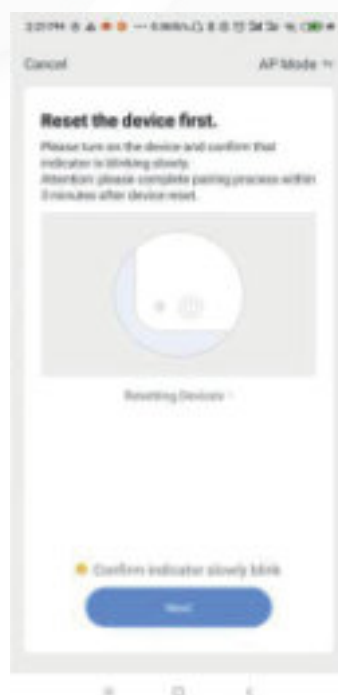 Cancel AP Mode
Reset the device first.
Please turn on the device and confirm that
indicator is blinking slowly.
Attention: please complete pairing process within
3 minutes after device reset.
Resetting Devices
Confirm indicator slowly blink
Next